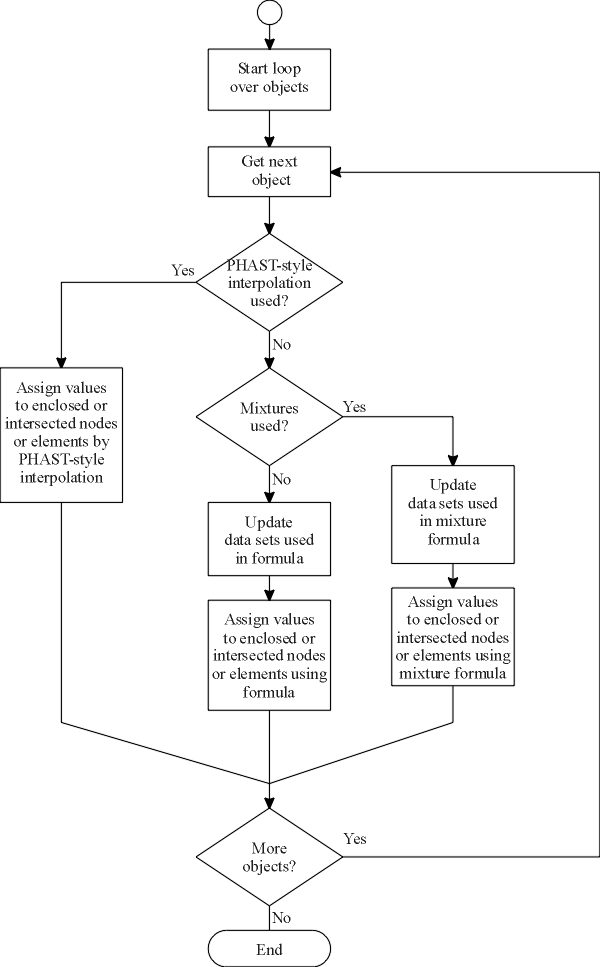 Start loop
over objects
Get next
object
Yes
PHAST-style
interpolation
used?
No
Assign values
to enclosed or
intersected nodes
or elements by
PHAST-style
interpolation
Mixtures
used?
Yes
No
Update
data sets used
in formula
Update
data sets used
in mixture
formula
Assign values
to enclosed or
intersected nodes
or elements using
formula
Assign values
to enclosed or
intersected nodes
or elements using
mixture formula
More
objects?
Yes
No
End